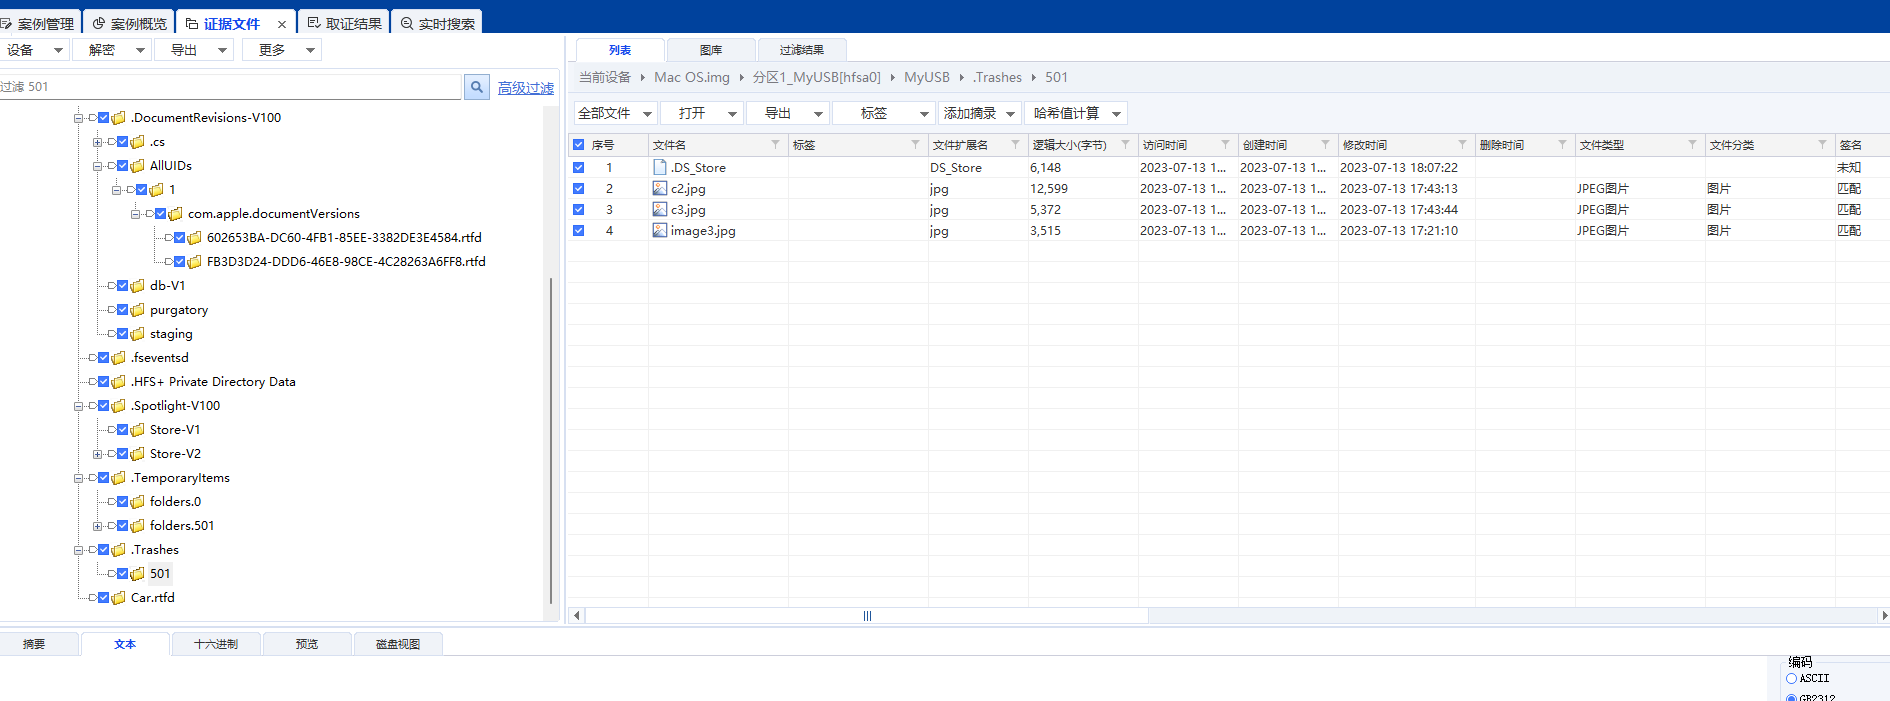 案例管理 案例概览 证据文件 × 取证结果 实时搜索
设备 解密 导出 更多
列表 图库 过滤结果
过滤 501 高级过滤
当前设备 Mac OS.img 分区1_MyUSB[hfsa0] MyUSB .Trashes 501
全部文件 打开 导出 标签 添加摘录 哈希值计算
序号 文件名 标签 文件扩展名 逻辑大小(字节) 访问时间 创建时间 修改时间 删除时间 文件类型 文件分类 签名
1 .DS_Store DS_Store 6,148 2023-07-13 1... 2023-07-13 1... 2023-07-13 18:07:22 未知
2 c2.jpg jpg 12,599 2023-07-13 1... 2023-07-13 1... 2023-07-13 17:43:13 JPEG图片 图片 匹配
3 c3.jpg jpg 5,372 2023-07-13 1... 2023-07-13 1... 2023-07-13 17:43:44 JPEG图片 图片 匹配
4 image3.jpg jpg 3,515 2023-07-13 1... 2023-07-13 1... 2023-07-13 17:21:10 JPEG图片 图片 匹配
.DocumentRevisions-V100
.cs
AllUIDs
1
com.apple.documentVersions
602653BA-DC60-4FB1-85EE-3382DE3E4584.rtfd
FB3D3D24-DDD6-46E8-98CE-4C28263A6FF8.rtfd
db-V1
purgatory
staging
.fseventsd
.HFS+ Private Directory Data
.Spotlight-V100
Store-V1
Store-V2
.TemporaryItems
folders.0
folders.501
.Trashes
501
Car.rtfd
摘要 文本 十六进制 预览 磁盘视图
编码
ASCII
GB2312